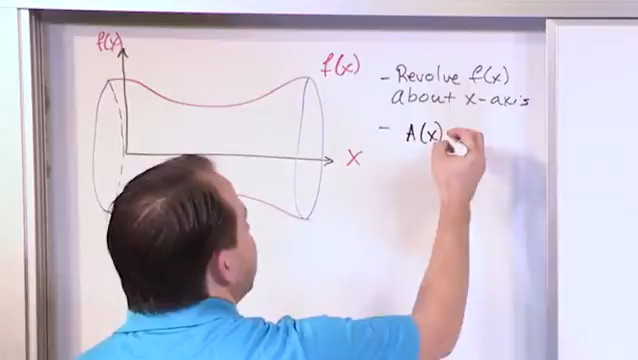 f(x)
f(x)
x
- Revolve f(x)
About x-axis
- A(x)